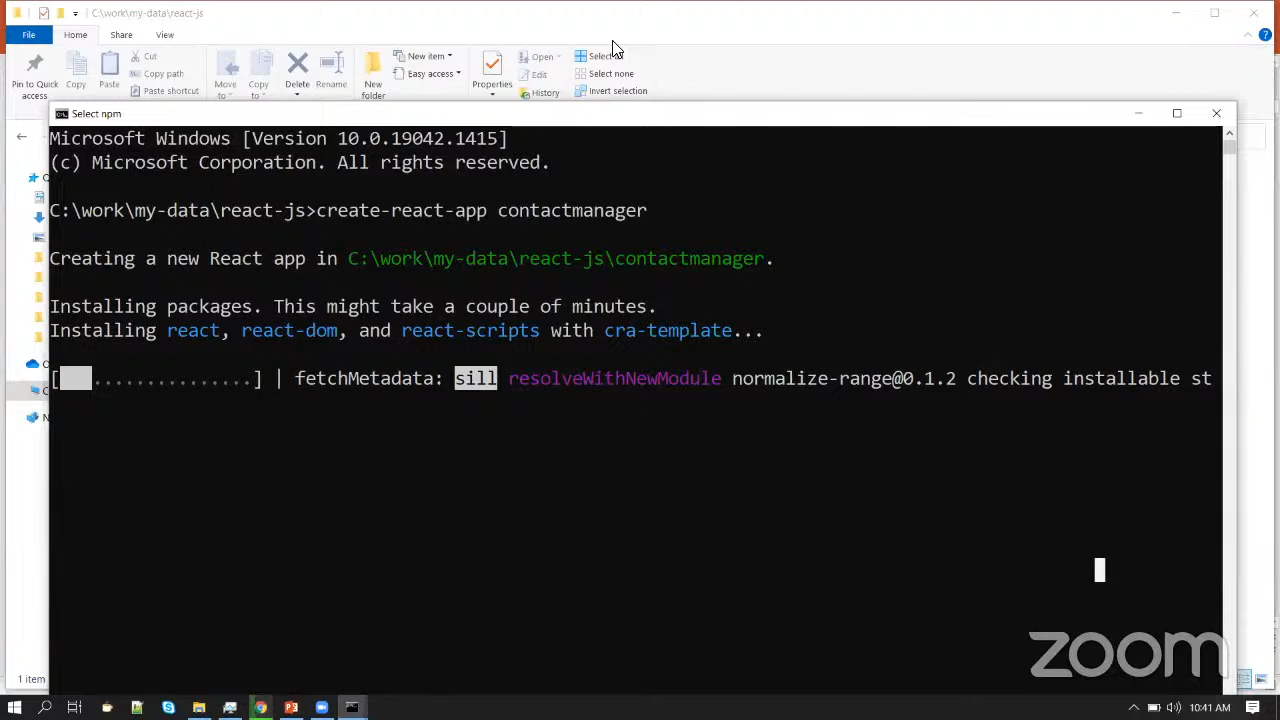 C:\work\my-data\react-js
File
Home
Share
View
Pin to Quick access
Copy
Paste
Cut
Copy path
Paste shortcut
Move to
Copy to
Delete
Rename
New folder
New item
Easy access
Properties
Open
Edit
History
Select
Select none
Invert selection
Select npm
Microsoft Windows [Version 10.0.19042.1415]
(c) Microsoft Corporation. All rights reserved.
C:\work\my-data\react-js>create-react-app contactmanager
Creating a new React app in C:\work\my-data\react-js\contactmanager.
Installing packages. This might take a couple of minutes.
Installing react, react-dom, and react-scripts with cra-template...
[  ...............] | fetchMetadata: sill resolveWithNewModule normalize-range@0.1.2 checking installable st
1 item
zoom
10:41 AM